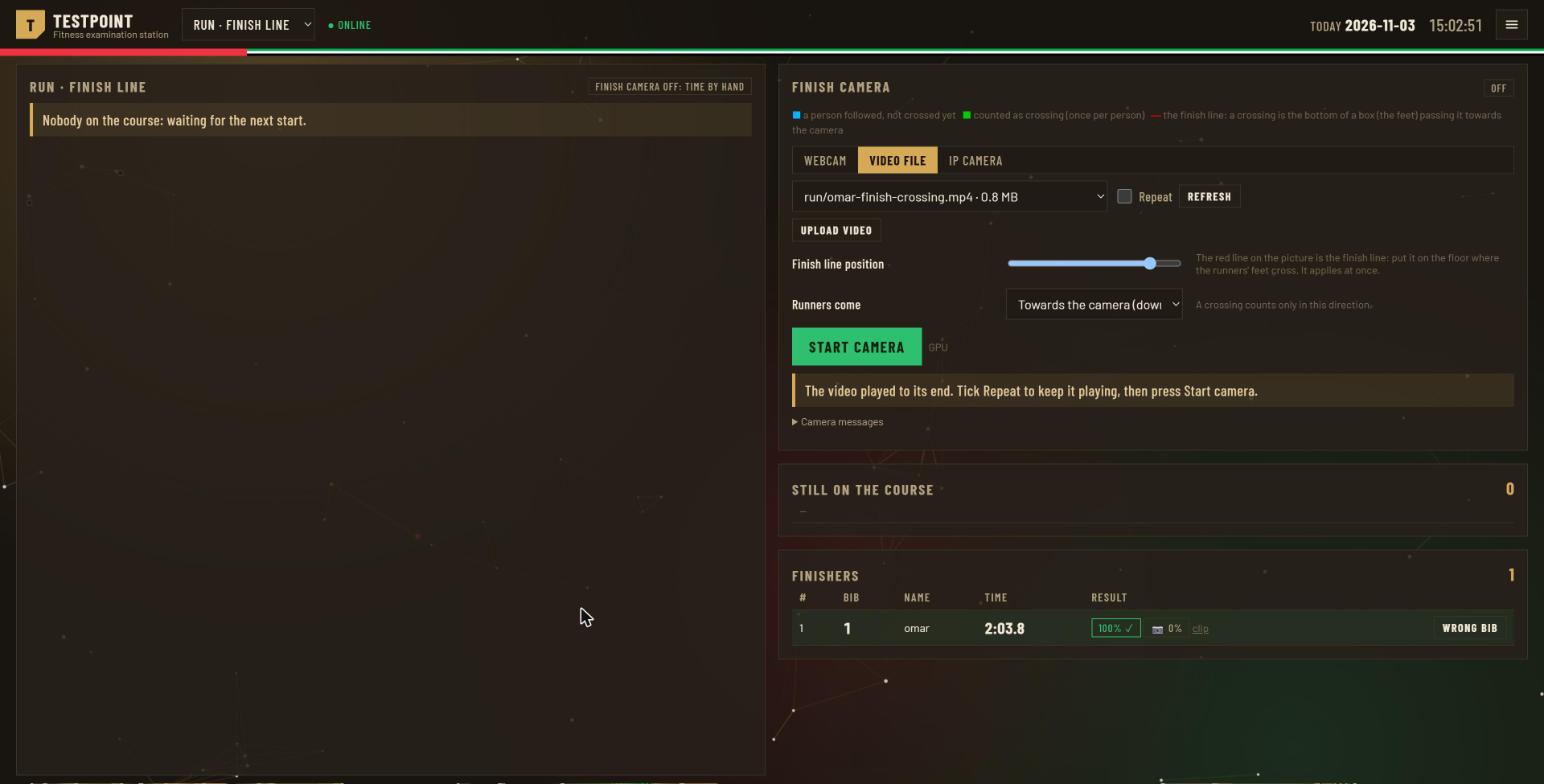 T
TESTPOINT
Fitness examination station
RUN · FINISH LINE
ONLINE
TODAY 2026-11-03 15:02:51
RUN · FINISH LINE
FINISH CAMERA OFF: TIME BY HAND
Nobody on the course: waiting for the next start.
FINISH CAMERA
OFF
a person followed, not crossed yet counted as crossing (once per person) the finish line: a crossing is the bottom of a box (the feet) passing it towards
the camera
WEBCAM VIDEO FILE IP CAMERA
run/omar-finish-crossing.mp4 · 0.8 MB
Repeat
REFRESH
UPLOAD VIDEO
Finish line position
The red line on the picture is the finish line: put it on the floor where
the runners' feet cross. It applies at once.
Runners come
Towards the camera (dow
A crossing counts only in this direction.
START CAMERA
GPU
The video played to its end. Tick Repeat to keep it playing, then press Start camera.
Camera messages
STILL ON THE COURSE
0
–
FINISHERS
1
# BIB NAME TIME RESULT
1 1 omar 2:03.8 100% ✓ 0% clip WRONG BIB